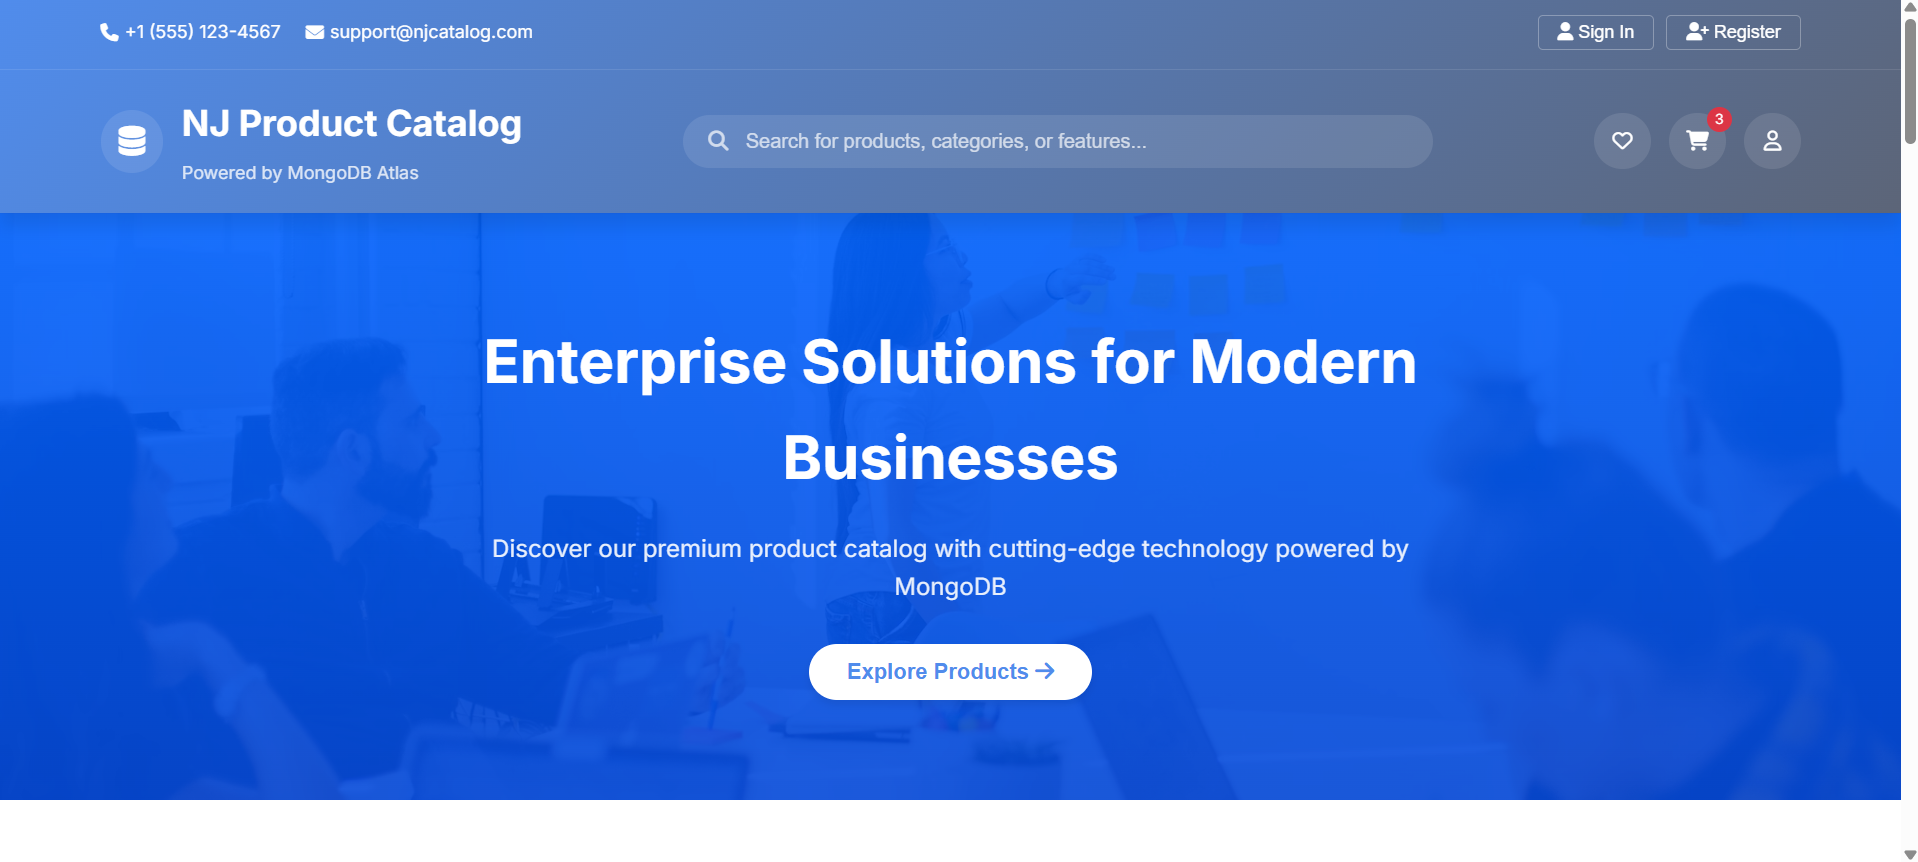 +1 (555) 123-4567 support@njcatalog.com Sign In Register
NJ Product Catalog
Powered by MongoDB Atlas
Search for products, categories, or features...
3
Enterprise Solutions for Modern
Businesses
Discover our premium product catalog with cutting-edge technology powered by
MongoDB
Explore Products